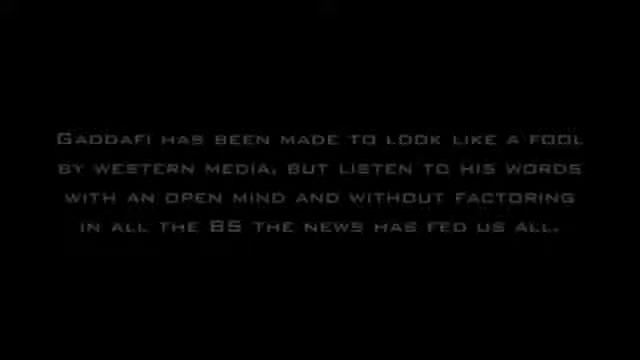 Gaddafi has been made to look like a fool
by western media, but listen to his words
with an open mind and without factoring
in all the BS the news has fed us all.